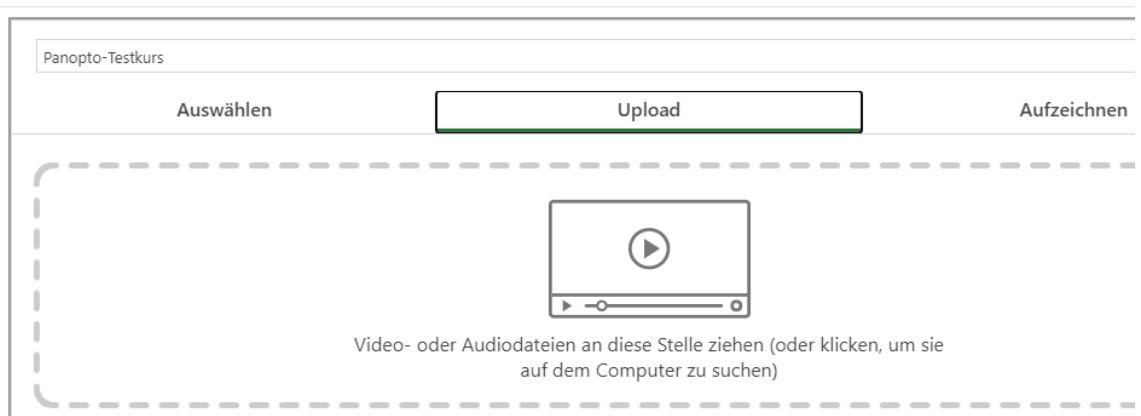 Panopto-Testkurs
Auswählen Upload Aufzeichnen
Video- oder Audiodateien an diese Stelle ziehen (oder klicken, um sie
auf dem Computer zu suchen)